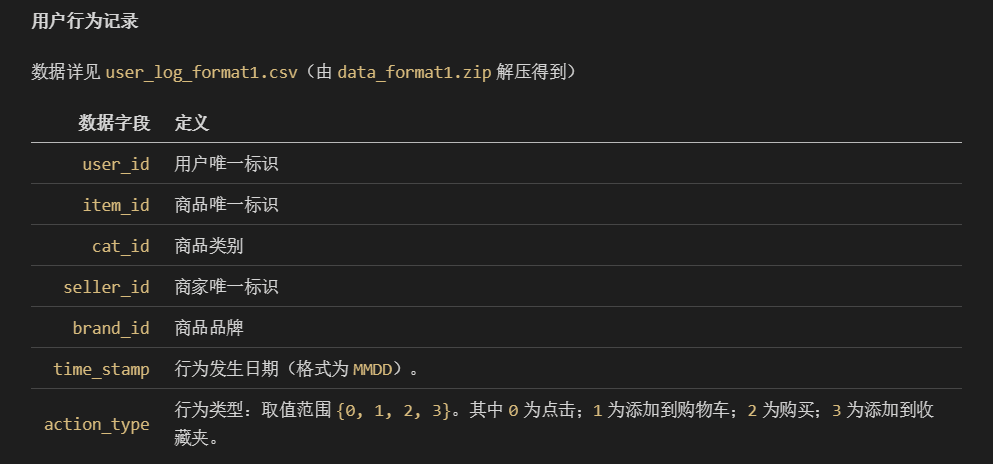 用户行为记录
数据详见 user_log_format1.csv（由 data_format1.zip 解压得到）
数据字段 定义
user_id 用户唯一标识
item_id 商品唯一标识
cat_id 商品类别
seller_id 商家唯一标识
brand_id 商品品牌
time_stamp 行为发生日期（格式为 MMDD）。
action_type 行为类型：取值范围 {0, 1, 2, 3}。其中 0 为点击；1 为添加到购物车；2 为购买；3 为添加到收
藏夹。